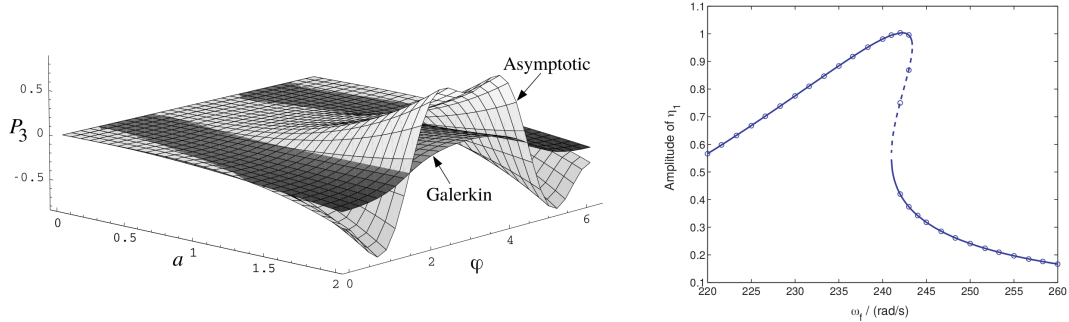 Asymptotic
Galerkin
P3
0.5
0
-0.5
0
0.5
1
1.5
2
a
0
2
4
6
φ
Amplitude of η1
1.1
1
0.9
0.8
0.7
0.6
0.5
0.4
0.3
0.2
0.1
220 225 230 235 240 245 250 255 260
ωf / (rad/s)